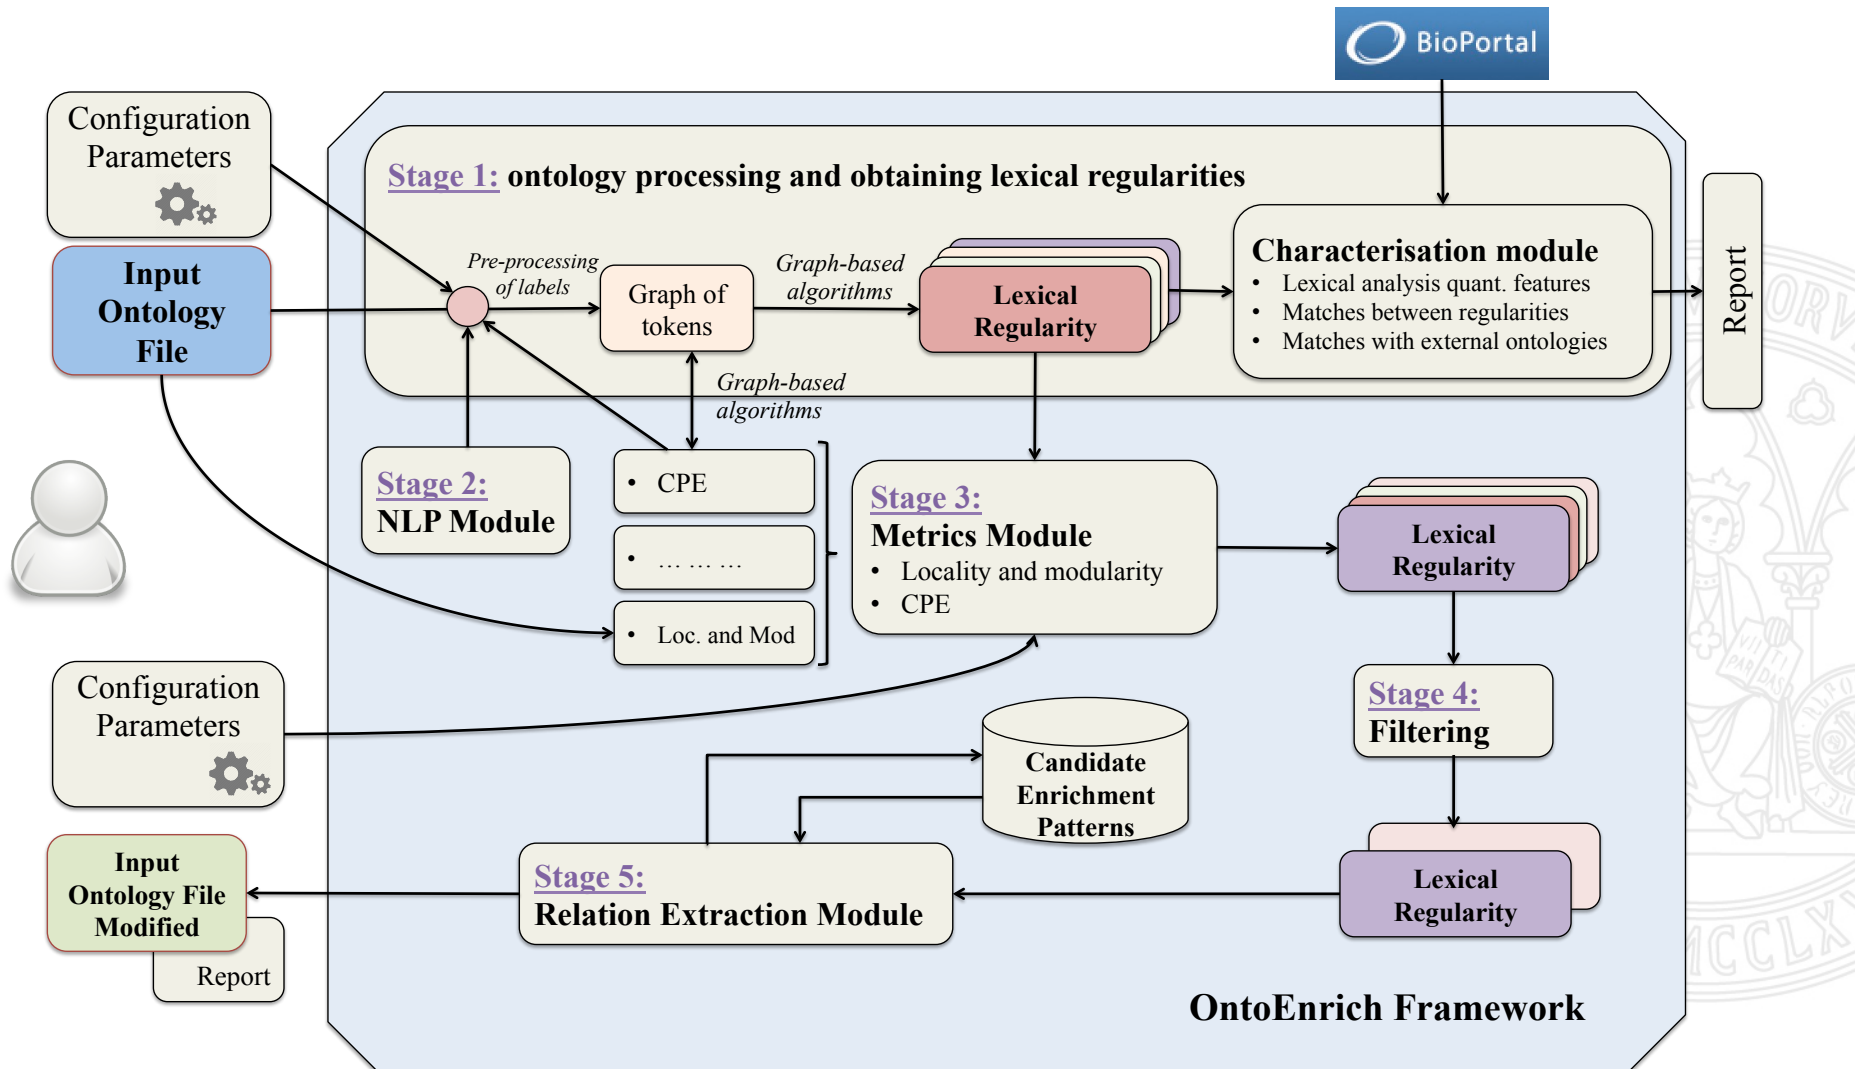 BioPortal
Configuration
Parameters
Stage 1: ontology processing and obtaining lexical regularities
Input
Ontology
File
Pre-processing
of labels
Graph of
tokens
Graph-based
algorithms
Lexical
Regularity
Characterisation module
• Lexical analysis quant. features
• Matches between regularities
• Matches with external ontologies
Report
Graph-based
algorithms
Stage 2:
NLP Module
• CPE
• … … …
• Loc. and Mod
Stage 3:
Metrics Module
• Locality and modularity
• CPE
Lexical
Regularity
Configuration
Parameters
Stage 4:
Filtering
Candidate
Enrichment
Patterns
Input
Ontology File
Modified
Report
Stage 5:
Relation Extraction Module
Lexical
Regularity
OntoEnrich Framework
MCCLX